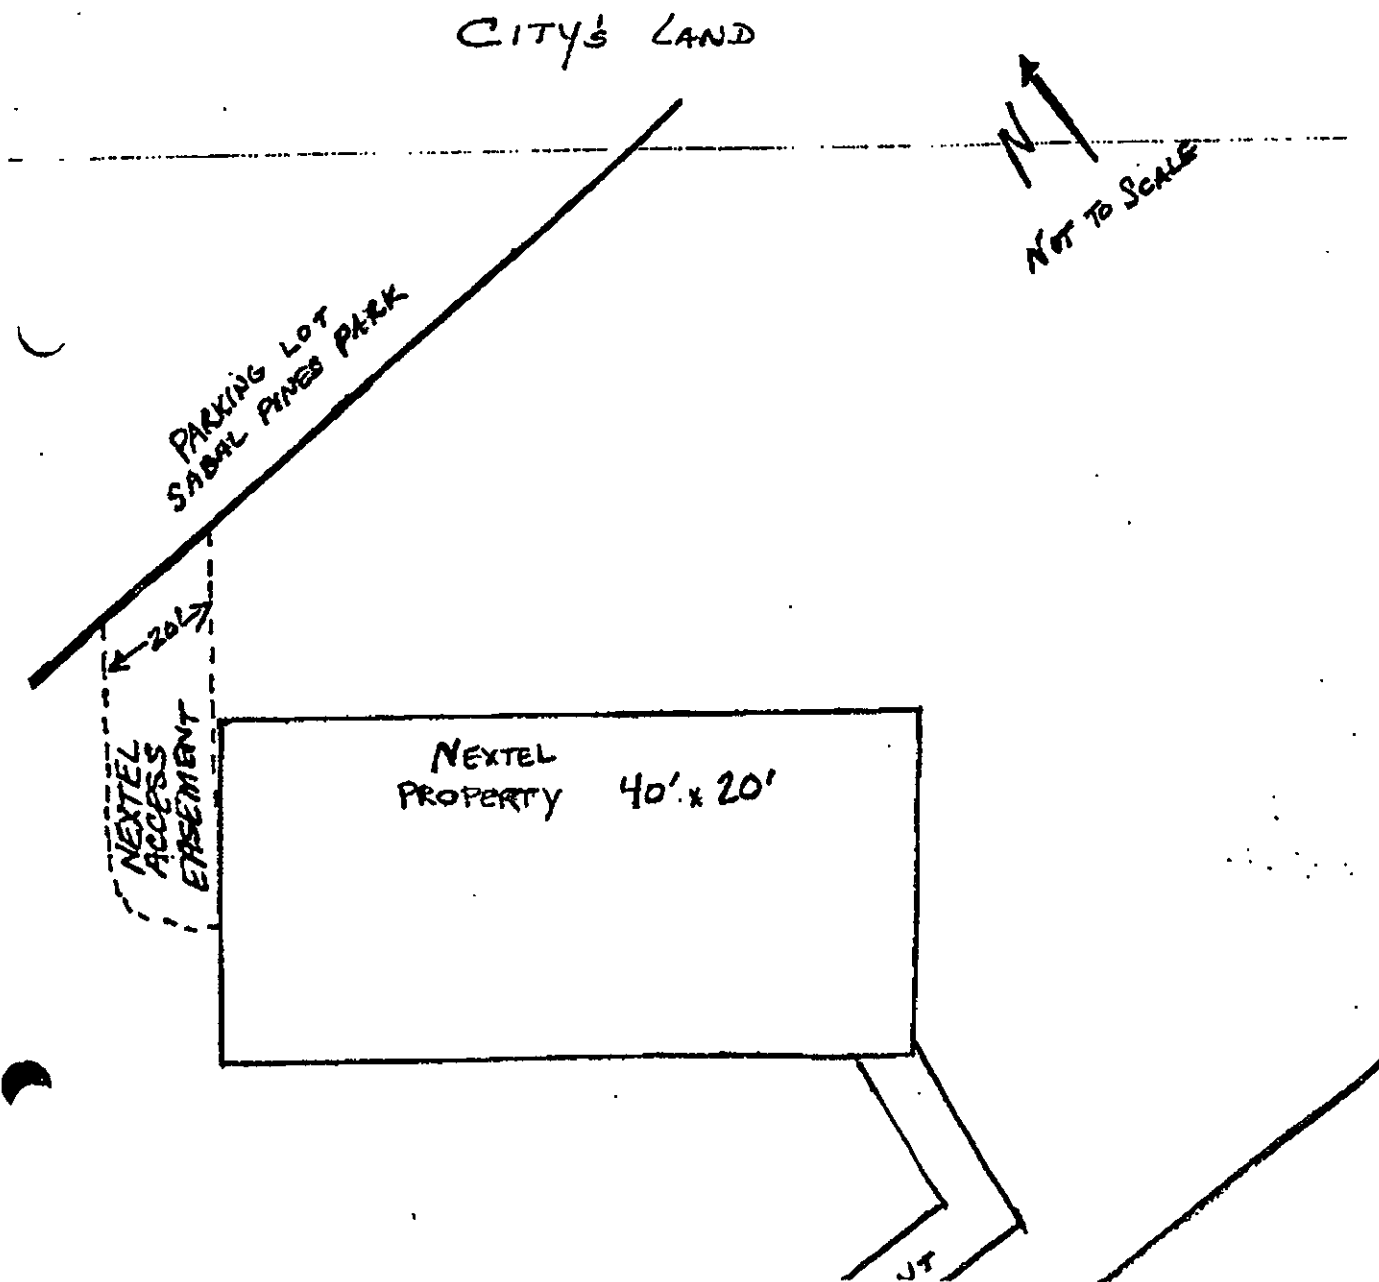 CITY'S LAND
N
NOT TO SCALE
PARKING LOT
SABAL PINES PARK
20'
NEXTEL
ACCESS
EASEMENT
NEXTEL
PROPERTY 40' x 20'